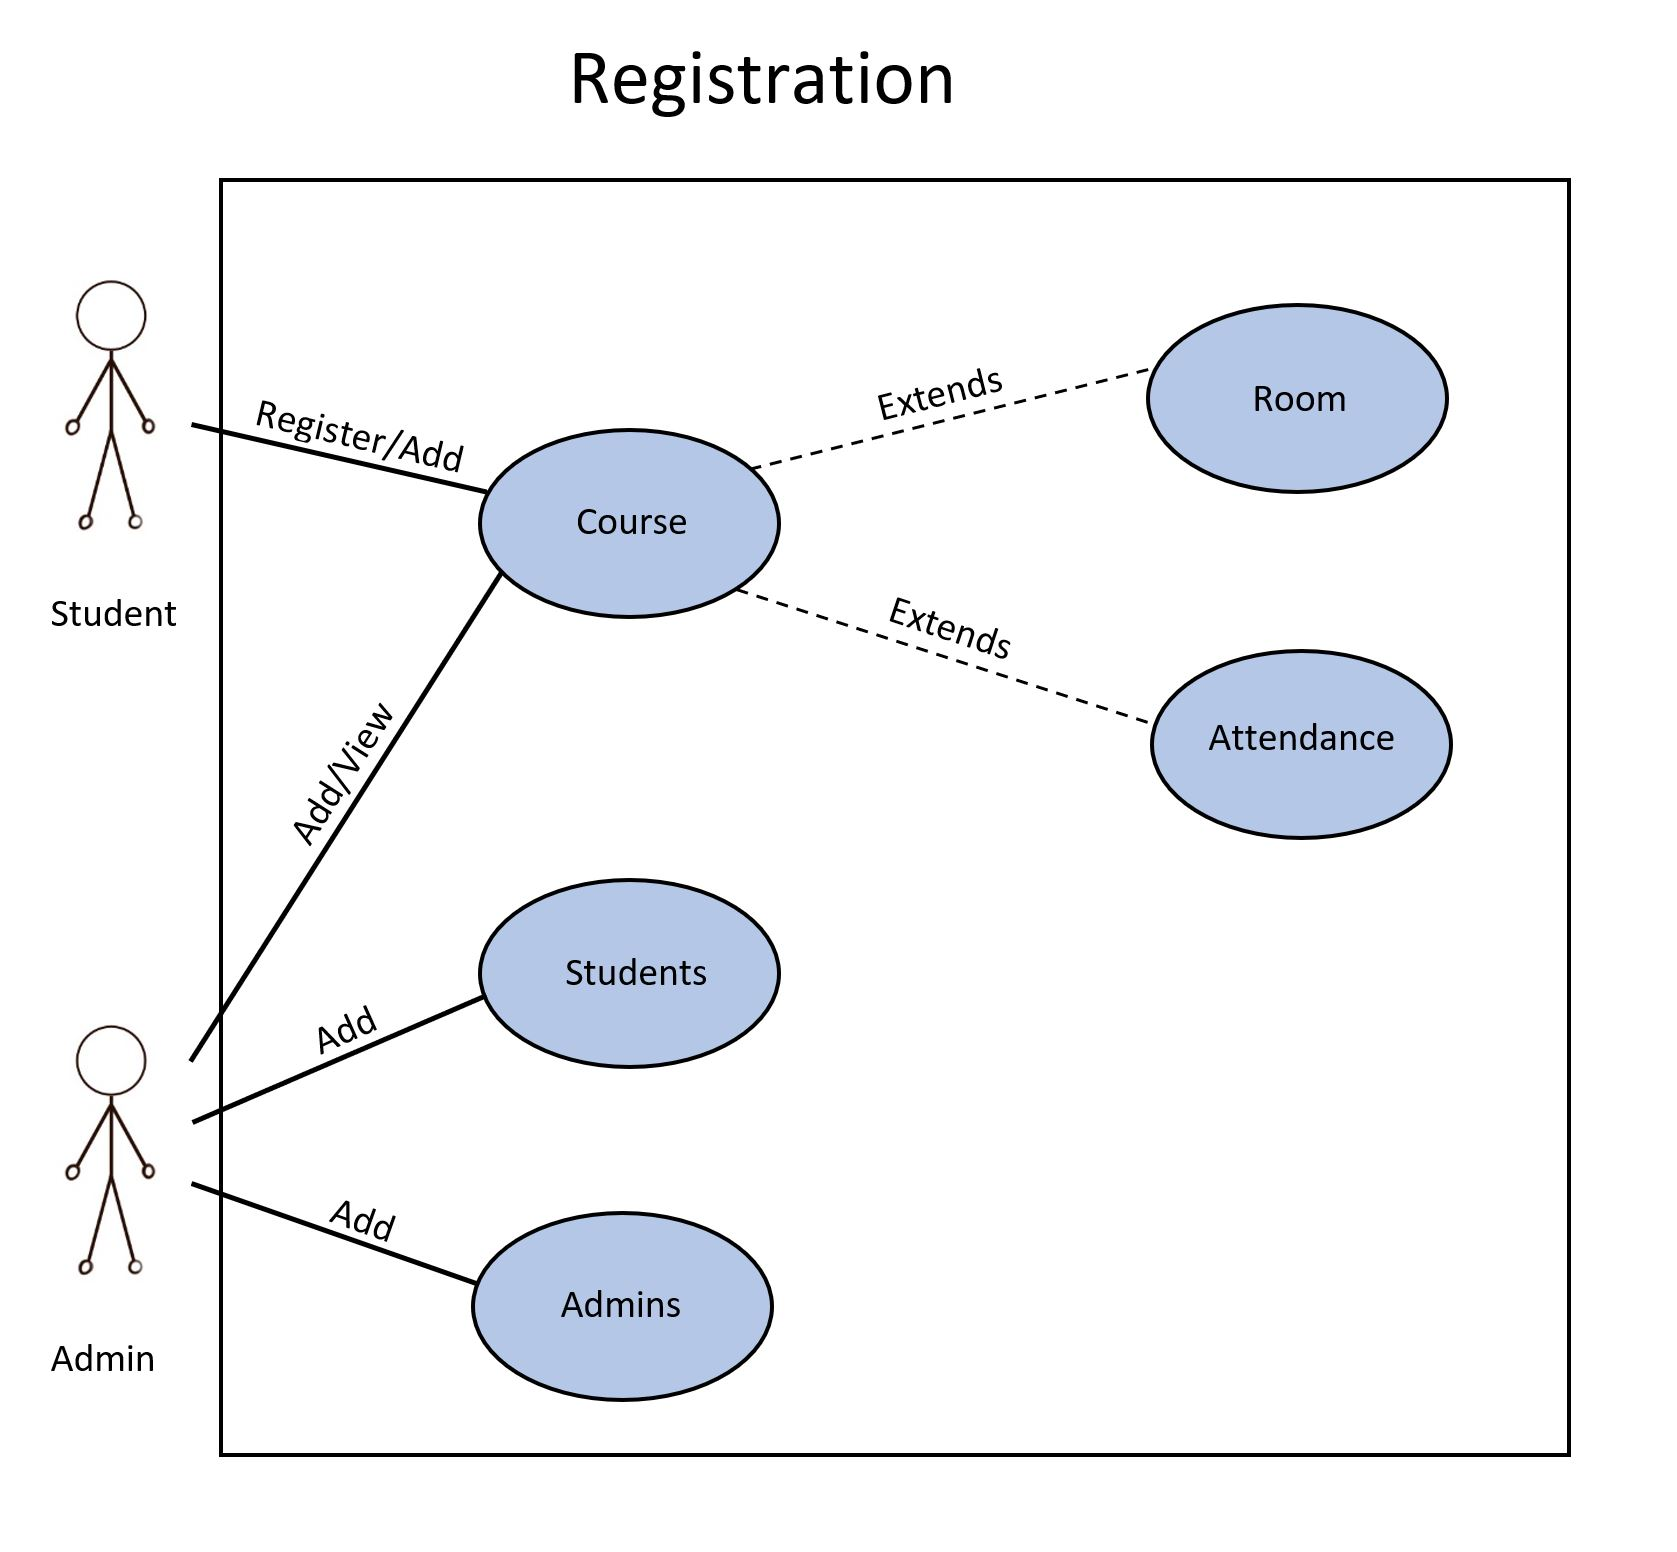 Registration
Register/Add
Extends
Room
Course
Student
Extends
Attendance
Add/View
Students
Add
Add
Admins
Admin